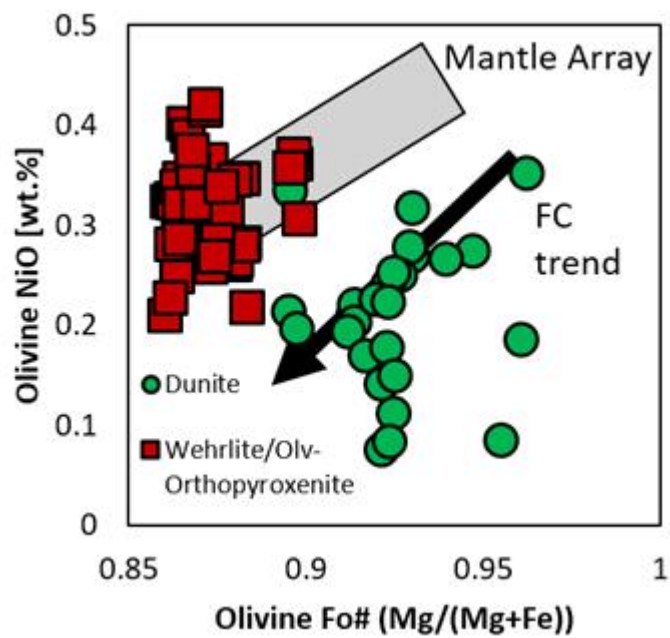 0.5
Mantle Array
0.4
FC
trend
0.3
Olivine NiO [wt.%]
0.2
Dunite
0.1
Wehrlite/Olv-
Orthopyroxenite
0
0.85
0.9
0.95
1
Olivine Fo# (Mg/(Mg+Fe))